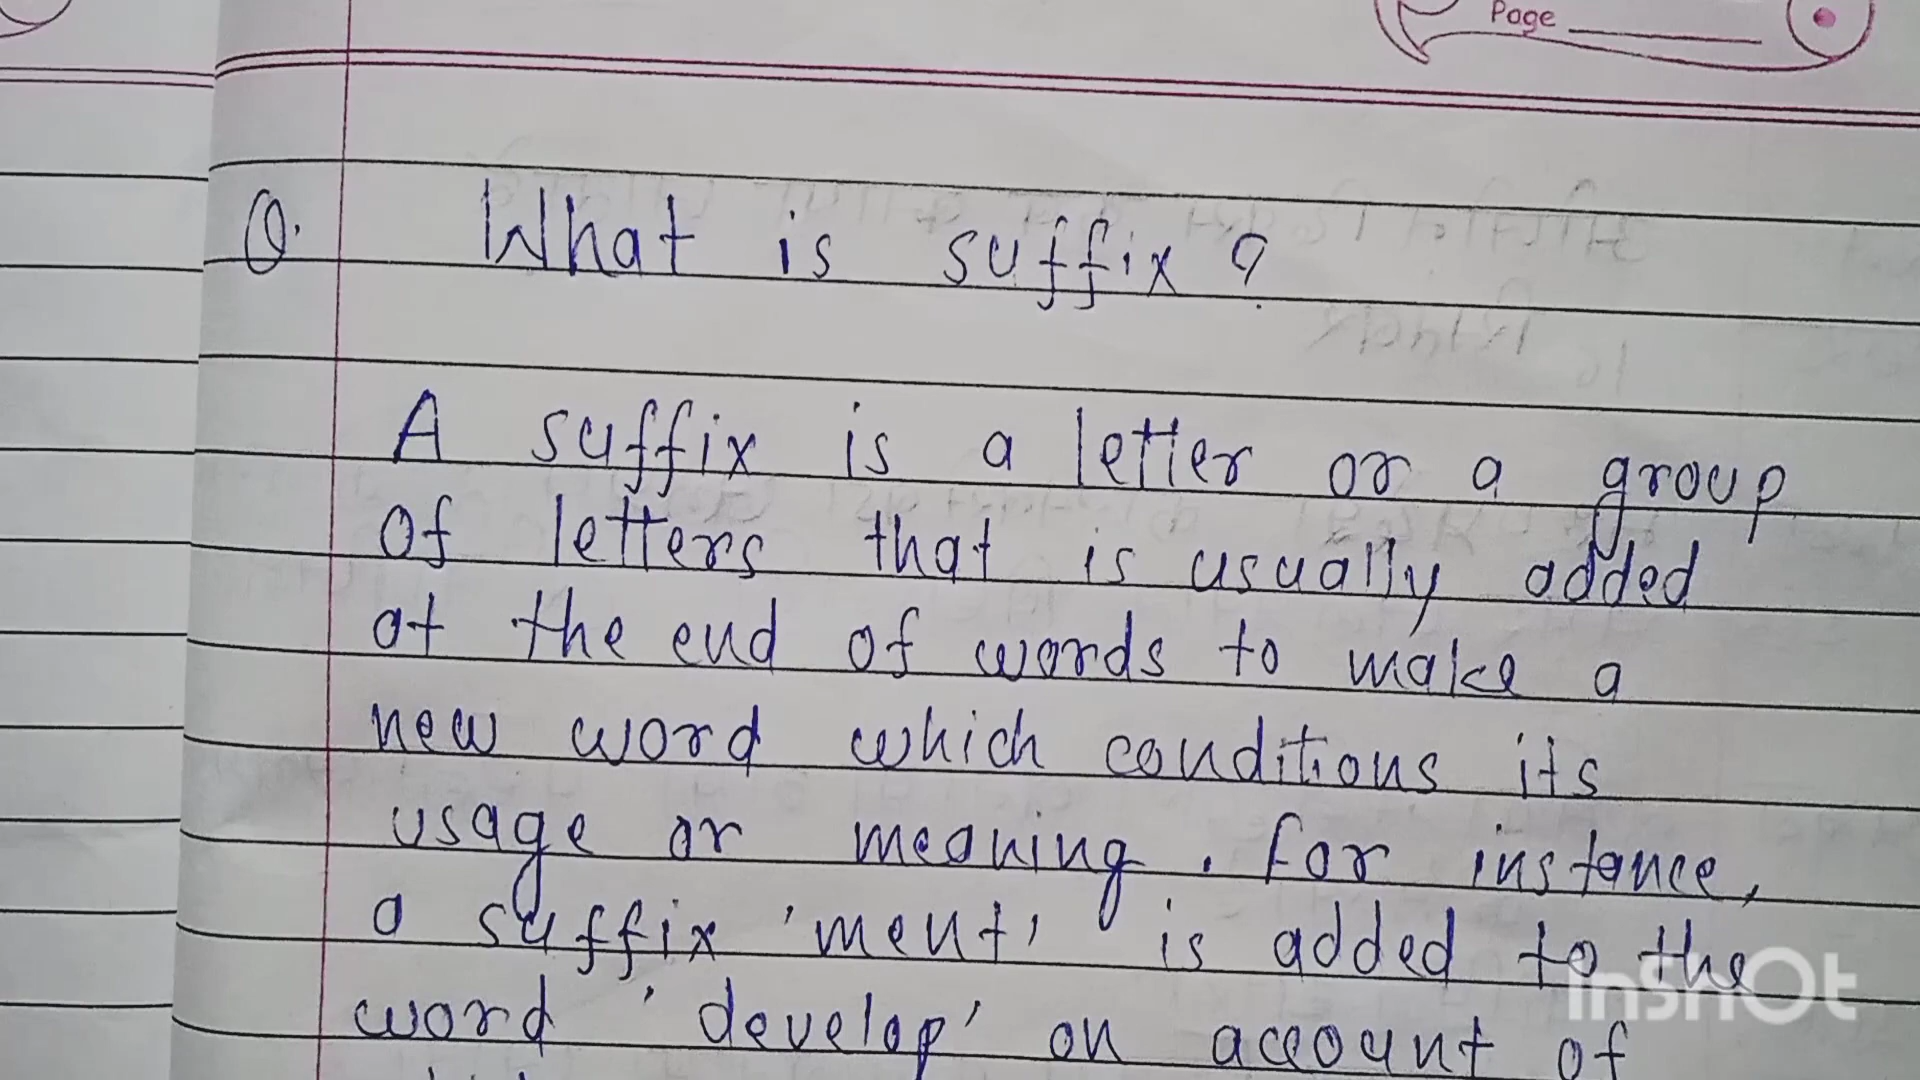 Page
Q. What is suffix?
A suffix is a letter or a group
of letters that is usually added
at the end of words to make a
new word which conditions its
usage or meaning. For instance,
a suffix 'ment' is added to the
word 'develop' on account of
InShOt